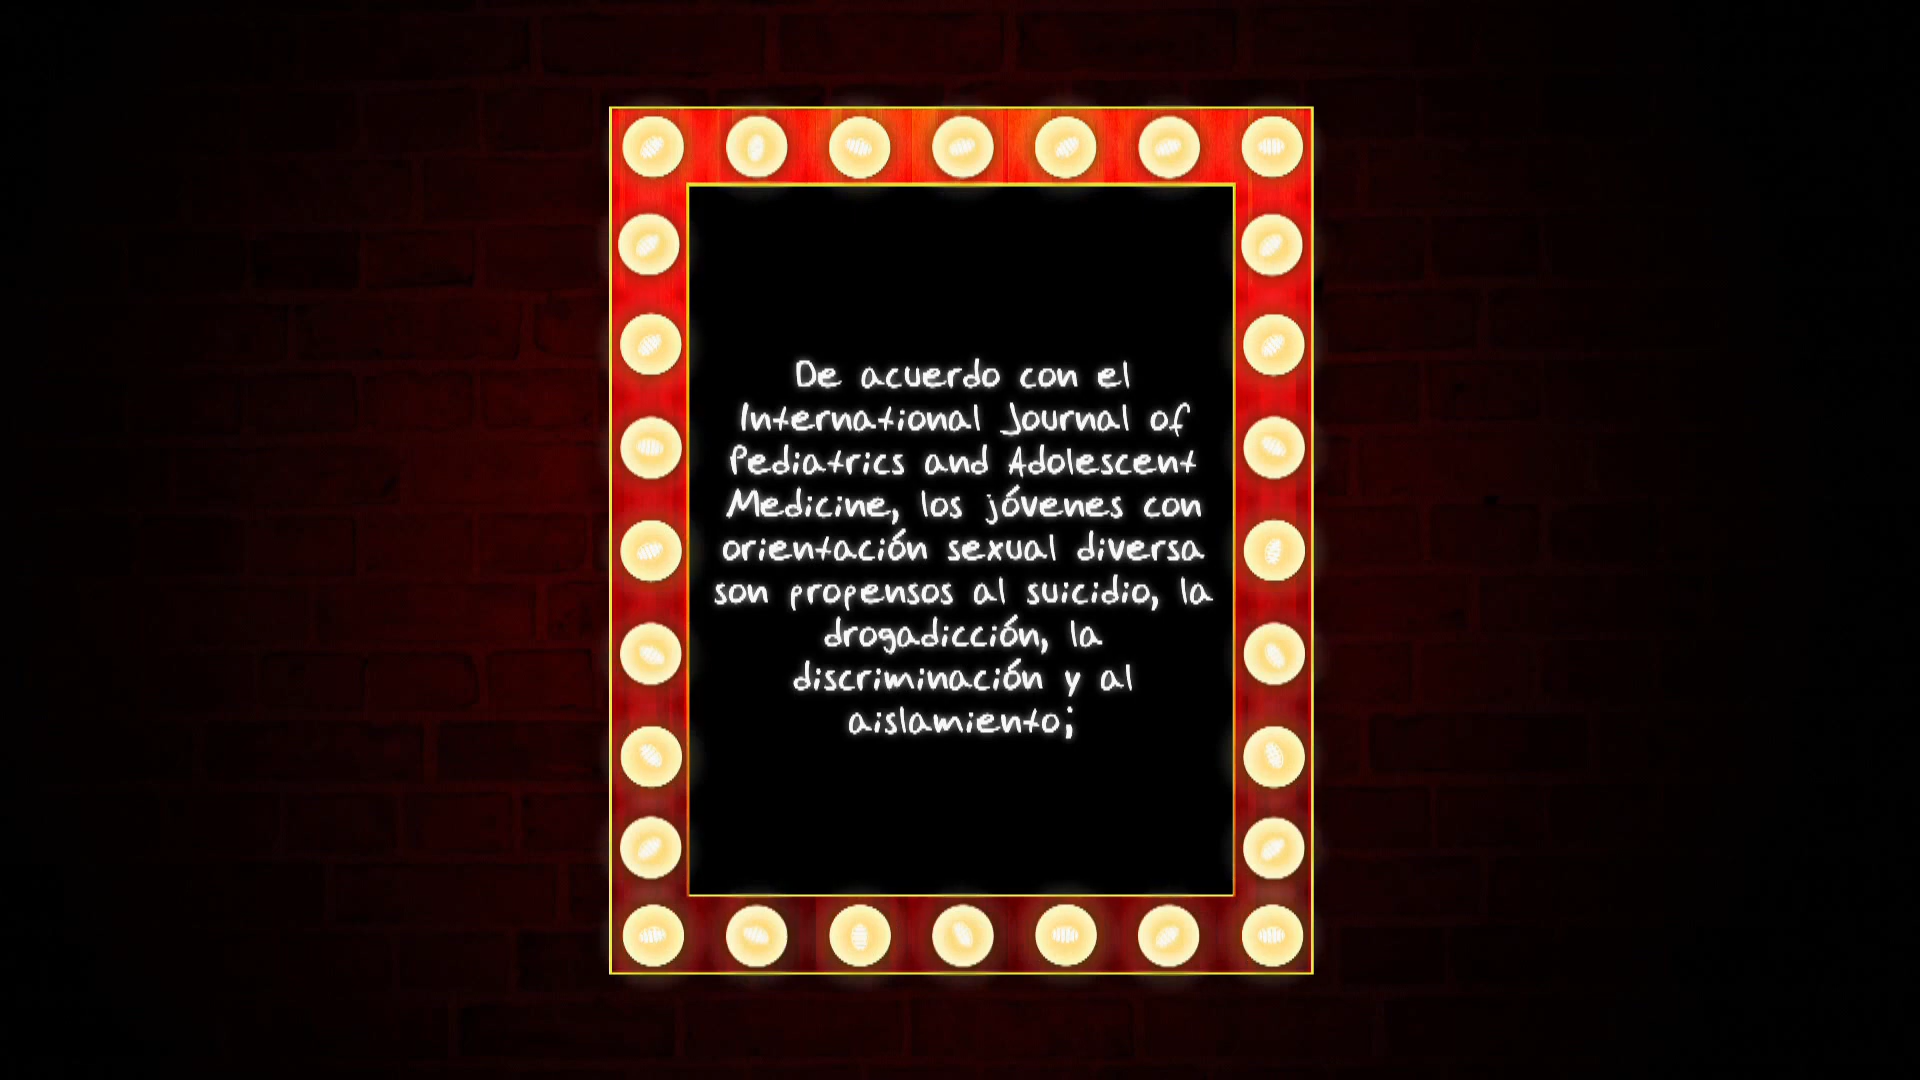 De acuerdo con el
International Journal of
Pediatrics and Adolescent
Medicine, los jóvenes con
orientación sexual diversa
son propensos al suicidio, la
drogadicción, la
discriminación y al
aislamiento;